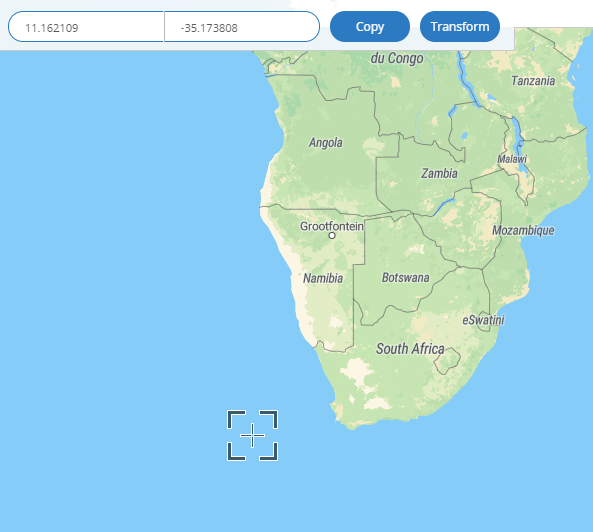 11.162109 -35.173808 Copy Transform
du Congo
Tanzania
Angola
Malawi
Zambia
Grootfontein
Mozambique
Namibia
Botswana
eSwatini
South Africa